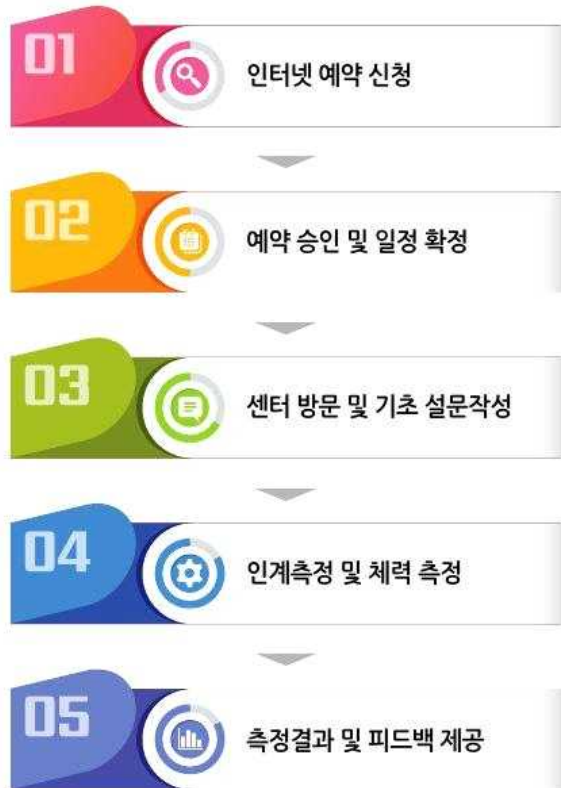 01
인터넷 예약 신청
02
예약 승인 및 일정 확정
03
센터 방문 및 기초 설문작성
04
인계측정 및 체력 측정
05
측정결과 및 피드백 제공